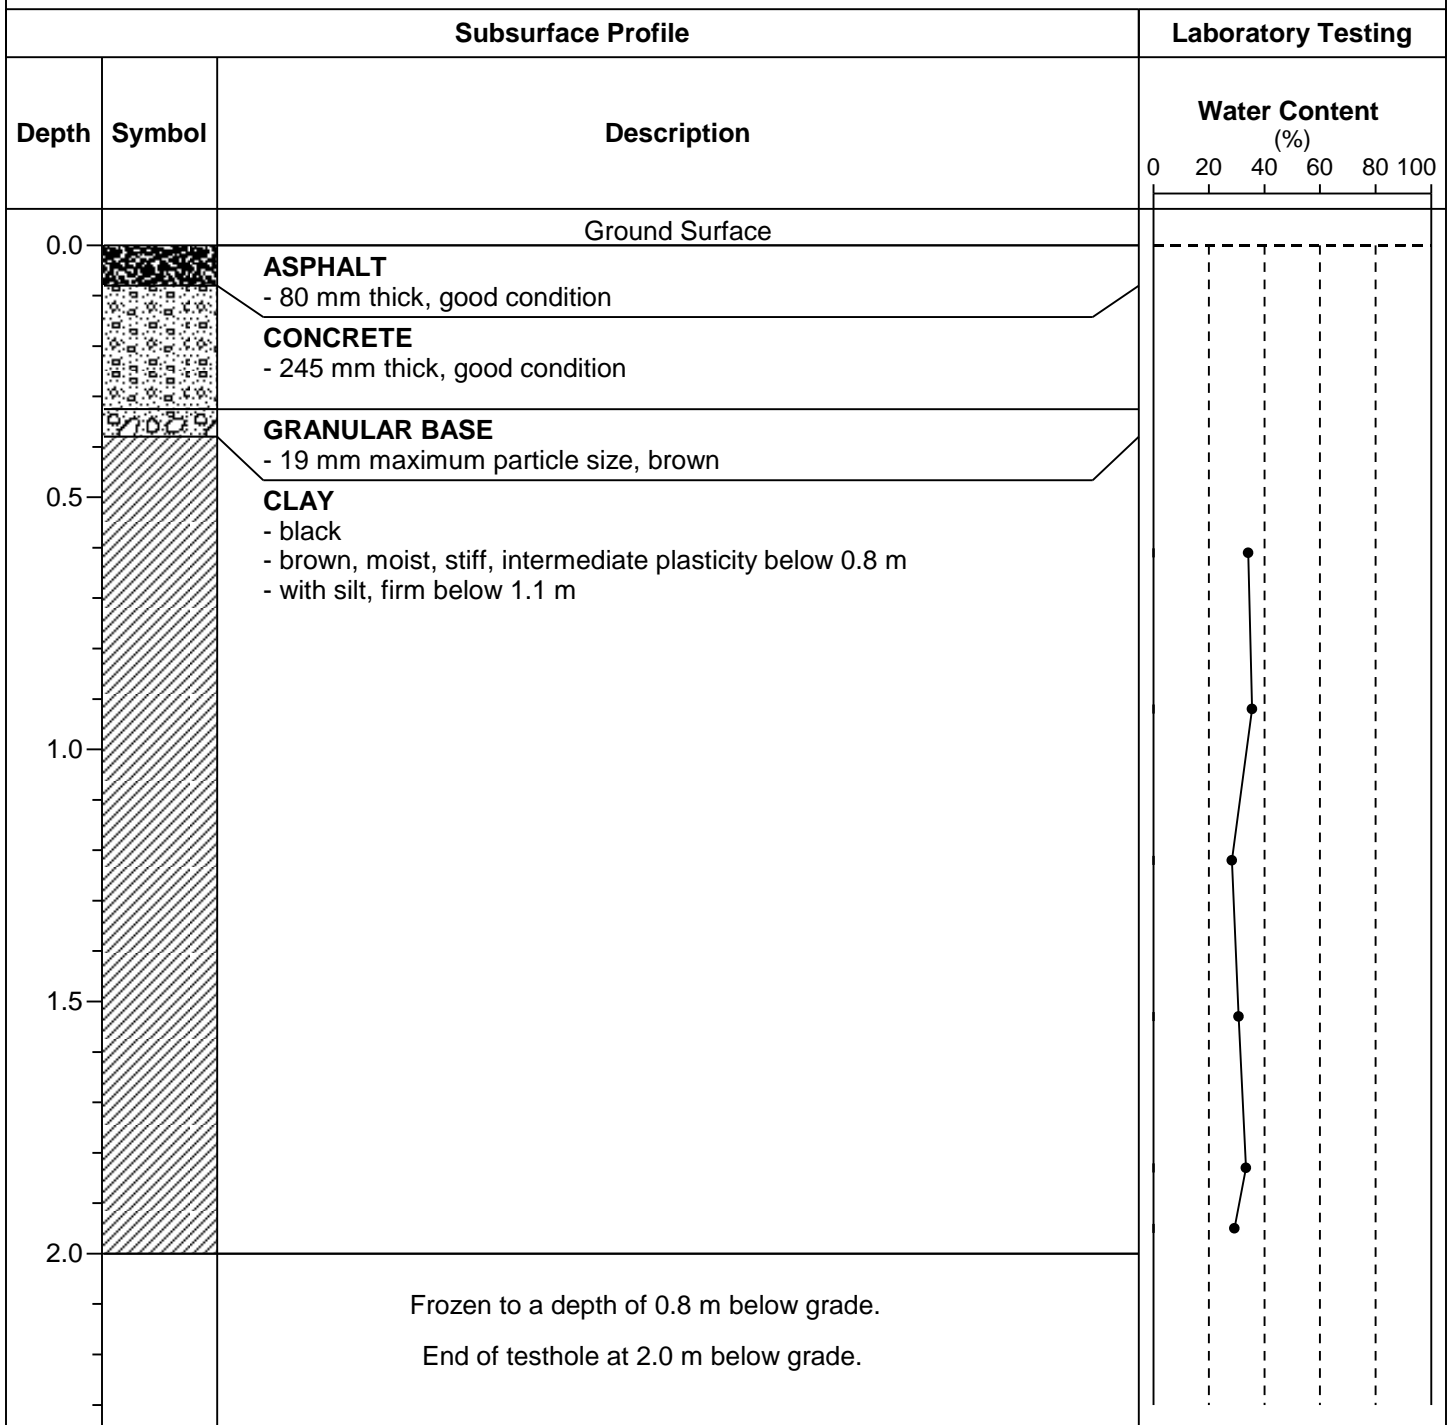 Subsurface Profile
Laboratory Testing
Depth
Symbol
Description
Water Content
(%)
0 20 40 60 80 100
Ground Surface
0.0
ASPHALT
- 80 mm thick, good condition
CONCRETE
- 245 mm thick, good condition
GRANULAR BASE
- 19 mm maximum particle size, brown
0.5
CLAY
- black
- brown, moist, stiff, intermediate plasticity below 0.8 m
- with silt, firm below 1.1 m
1.0
1.5
2.0
Frozen to a depth of 0.8 m below grade.
End of testhole at 2.0 m below grade.